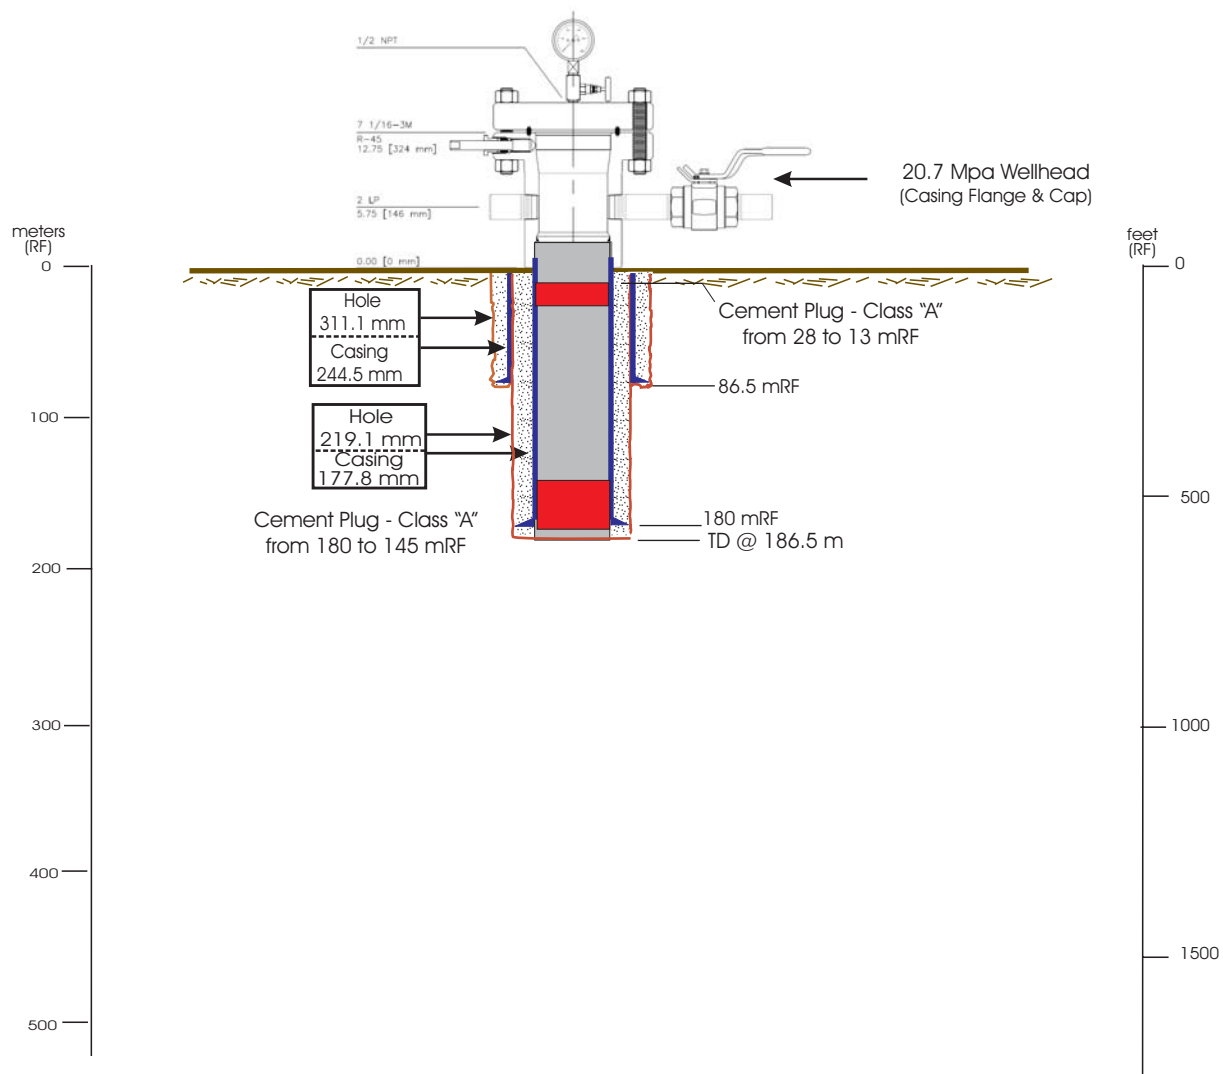 1/2 NPT
7 1/16-3M
R-45
12.75 [324 mm]
20.7 Mpa Wellhead
(Casing Flange & Cap)
2 LP
5.75 [146 mm]
meters
(RF)
feet
(RF)
0.00 [0 mm]
0
0
Hole
311.1 mm
Casing
244.5 mm
Cement Plug - Class "A"
from 28 to 13 mRF
86.5 mRF
100
Hole
219.1 mm
Casing
177.8 mm
500
Cement Plug - Class "A"
from 180 to 145 mRF
180 mRF
TD @ 186.5 m
200
300
1000
400
1500
500